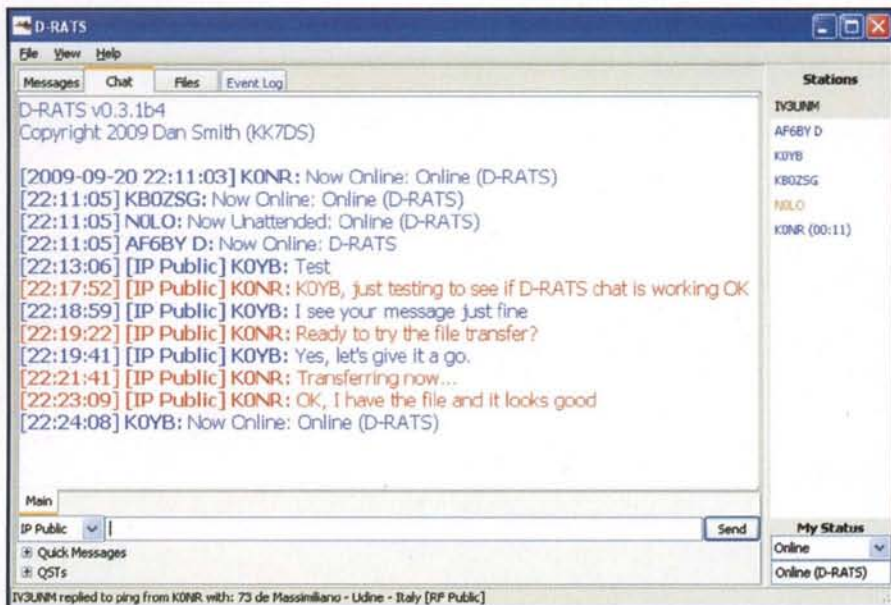 D-RATS
File View Help
Messages Chat Files Event Log
D-RATS v0.3.1b4
Copyright 2009 Dan Smith (KK7DS)
[2009-09-20 22:11:03] K0NR: Now Online: Online (D-RATS)
[22:11:05] KB0ZSG: Now Online: Online (D-RATS)
[22:11:05] N0LO: Now Unattended: Online (D-RATS)
[22:11:05] AF6BY D: Now Online: D-RATS
[22:13:06] [IP Public] K0YB: Test
[22:17:52] [IP Public] K0NR: K0YB, just testing to see if D-RATS chat is working OK
[22:18:59] [IP Public] K0YB: I see your message just fine
[22:19:22] [IP Public] K0NR: Ready to try the file transfer?
[22:19:41] [IP Public] K0YB: Yes, let's give it a go.
[22:21:41] [IP Public] K0NR: Transferring now...
[22:23:09] [IP Public] K0NR: OK, I have the file and it looks good
[22:24:08] K0YB: Now Online: Online (D-RATS)
Stations
IV3UNM
AF6BY D
K0YB
KB0ZSG
N0LO
K0NR (00:11)
Main
IP Public
Send
Quick Messages
QSTs
My Status
Online
Online (D-RATS)
IV3UNM replied to ping from K0NR with: 73 de Massimiliano - Udine - Italy [RF Public]